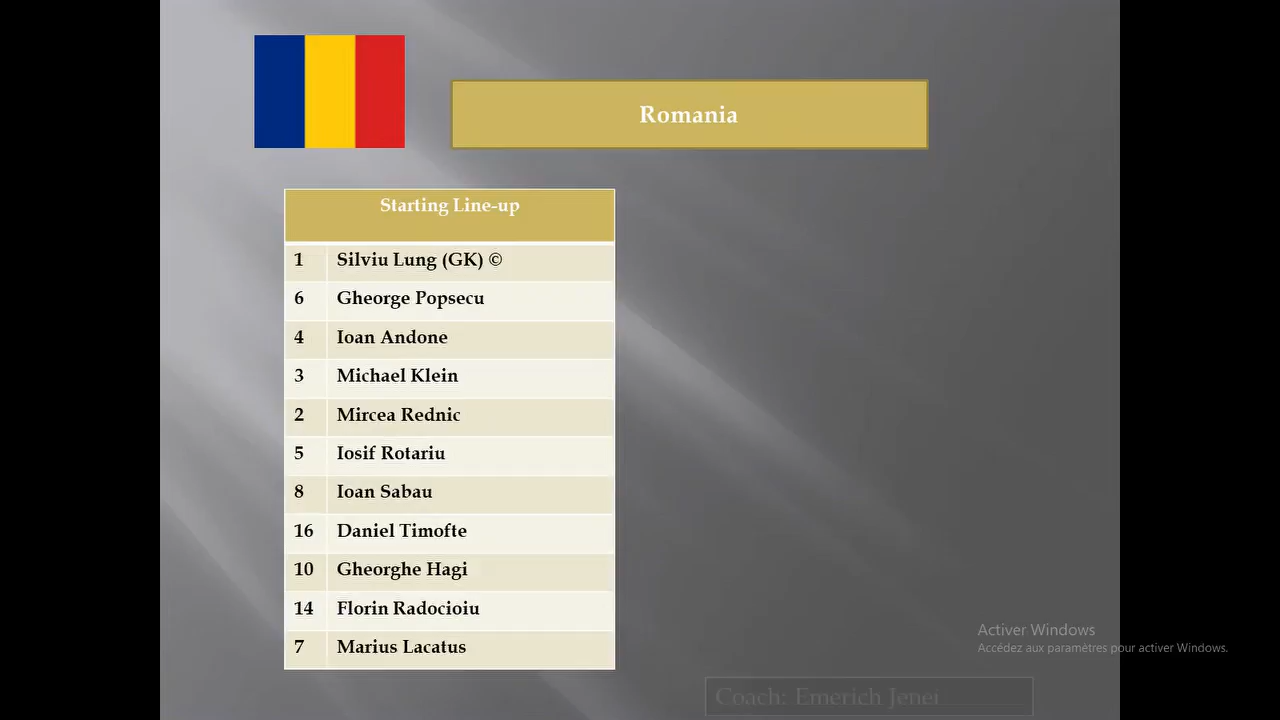 Romania
Starting Line-up
1 Silviu Lung (GK) ©
6 Gheorge Popsecu
4 Ioan Andone
3 Michael Klein
2 Mircea Rednic
5 Iosif Rotariu
8 Ioan Sabau
16 Daniel Timofte
10 Gheorghe Hagi
14 Florin Radocioiu
7 Marius Lacatus
Activer Windows
Accédez aux paramètres pour activer Windows.
Coach: Emerich Jenei